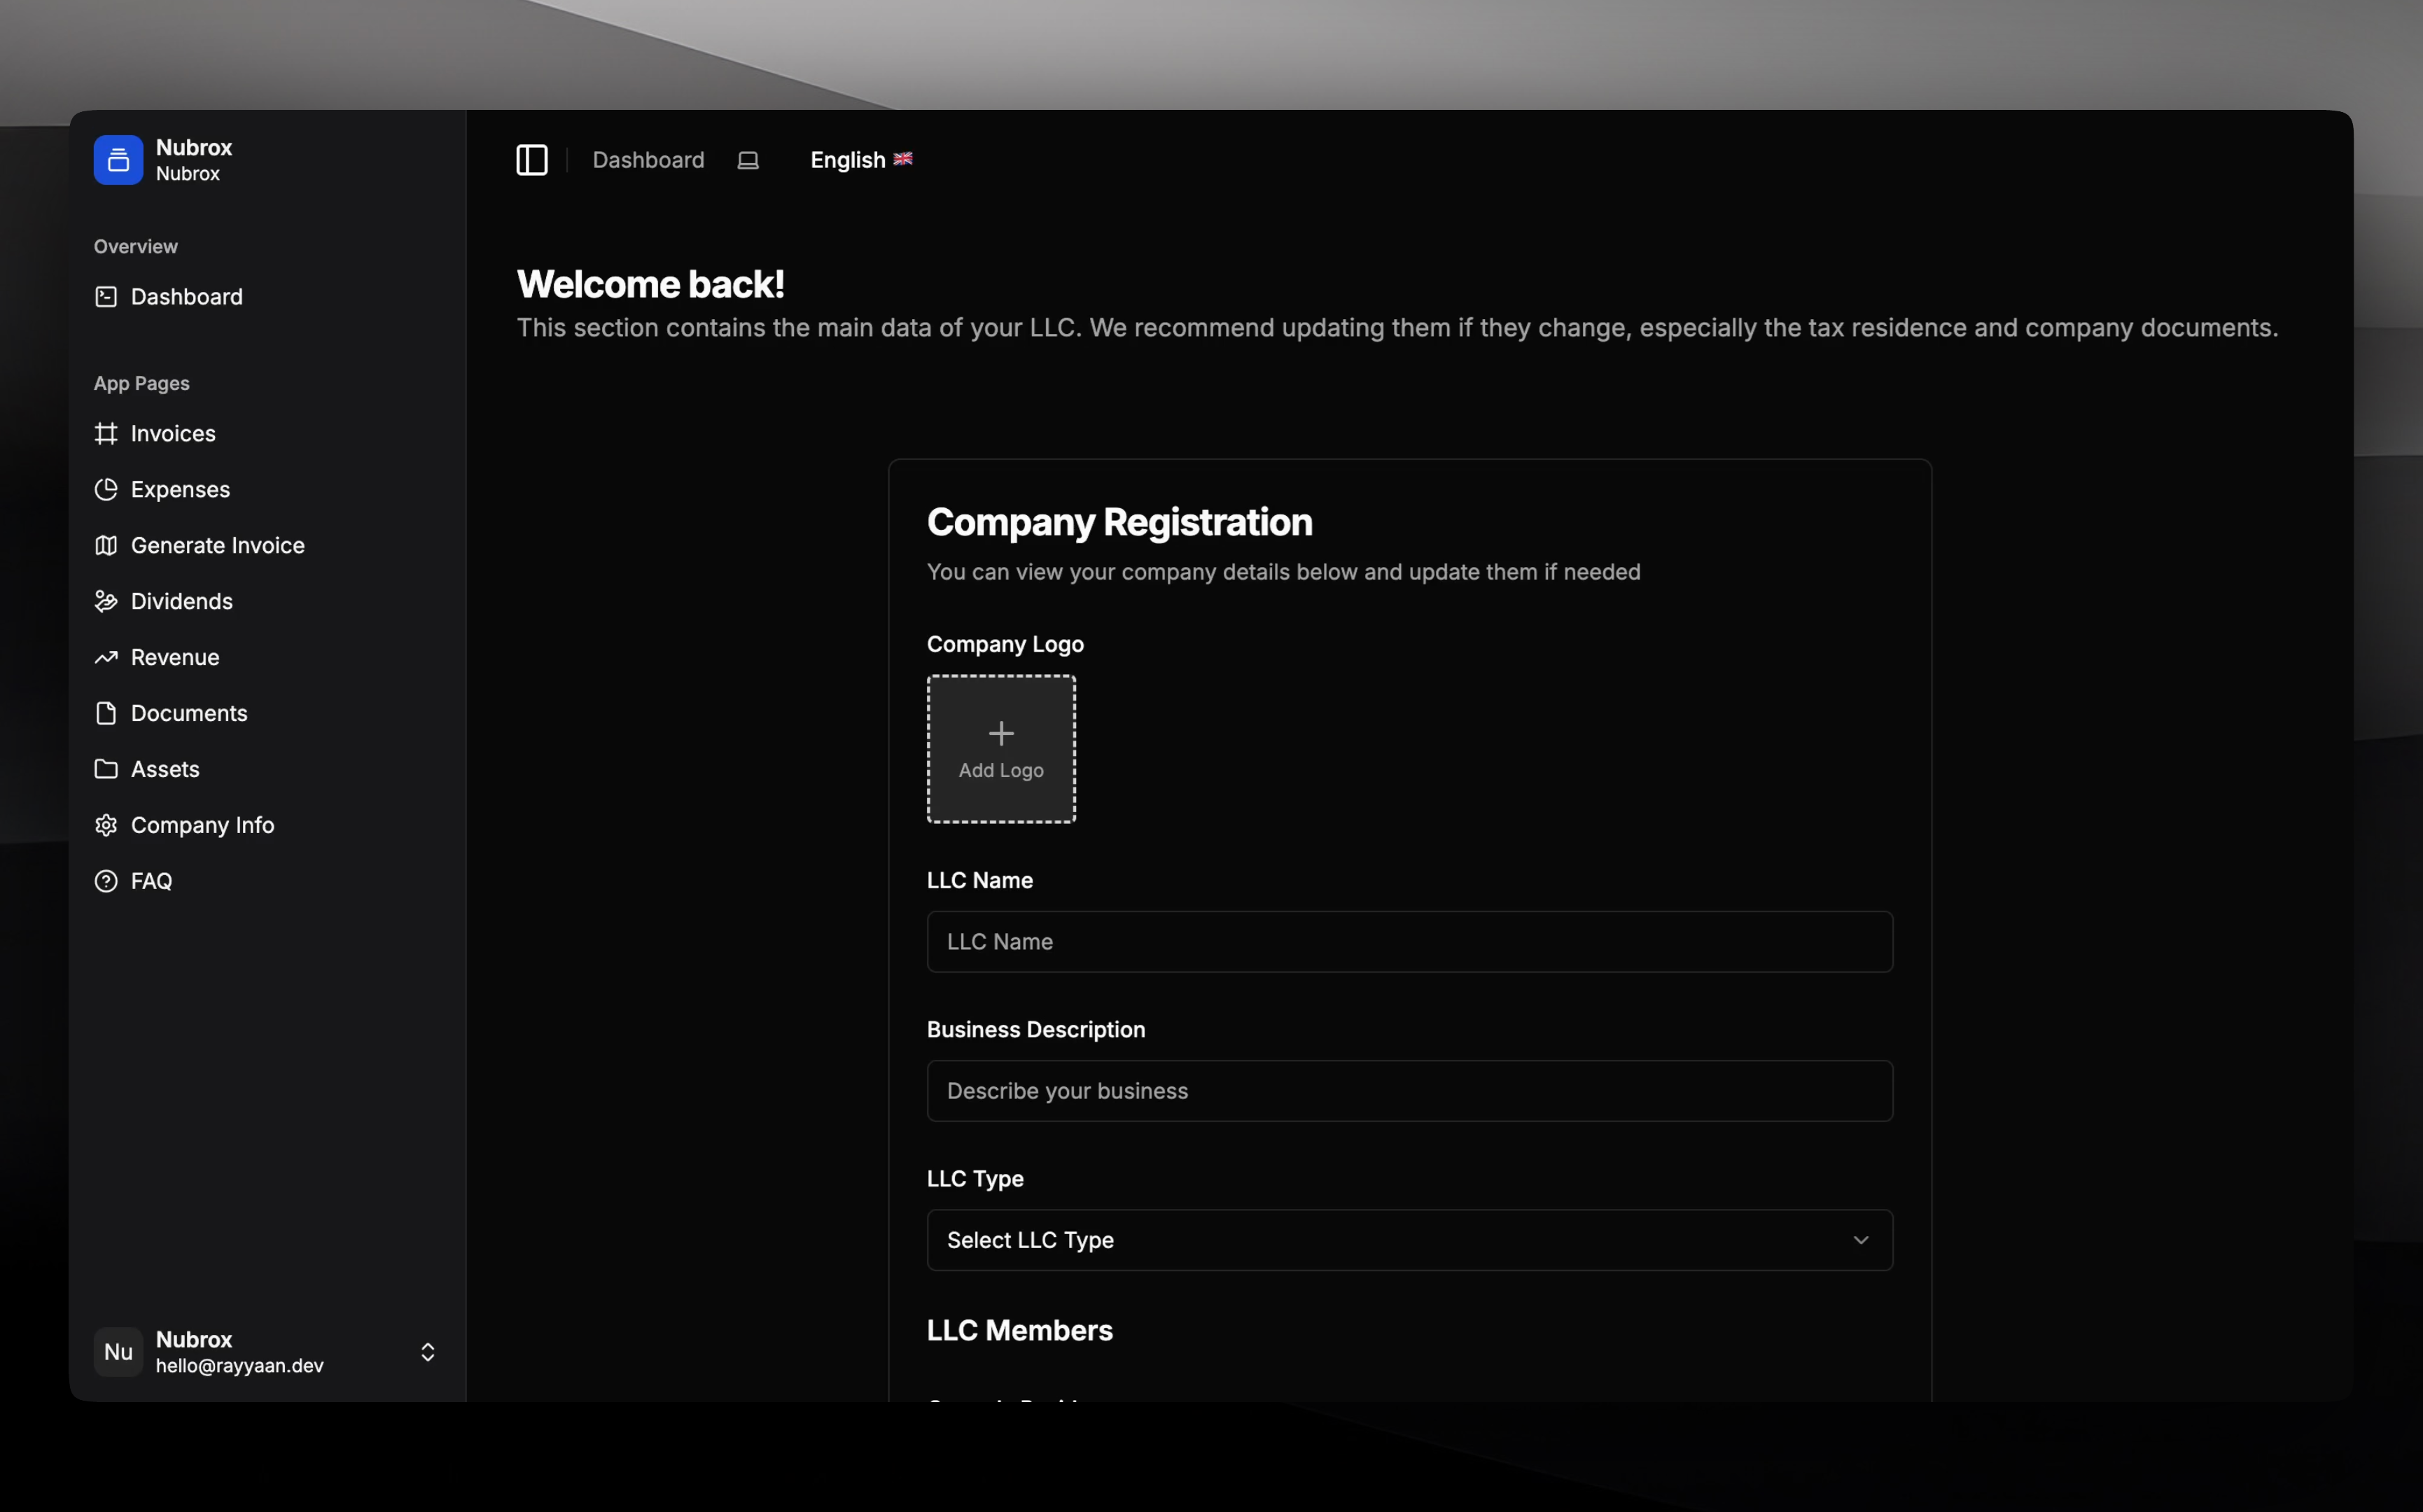 Nubrox
Nubrox
Overview
Dashboard
App Pages
Invoices
Expenses
Generate Invoice
Dividends
Revenue
Documents
Assets
Company Info
FAQ
Nu
Nubrox
hello@rayyaan.dev
Dashboard
English 🇬🇧
Welcome back!
This section contains the main data of your LLC. We recommend updating them if they change, especially the tax residence and company documents.
Company Registration
You can view your company details below and update them if needed
Company Logo
Add Logo
LLC Name
LLC Name
Business Description
Describe your business
LLC Type
Select LLC Type
LLC Members